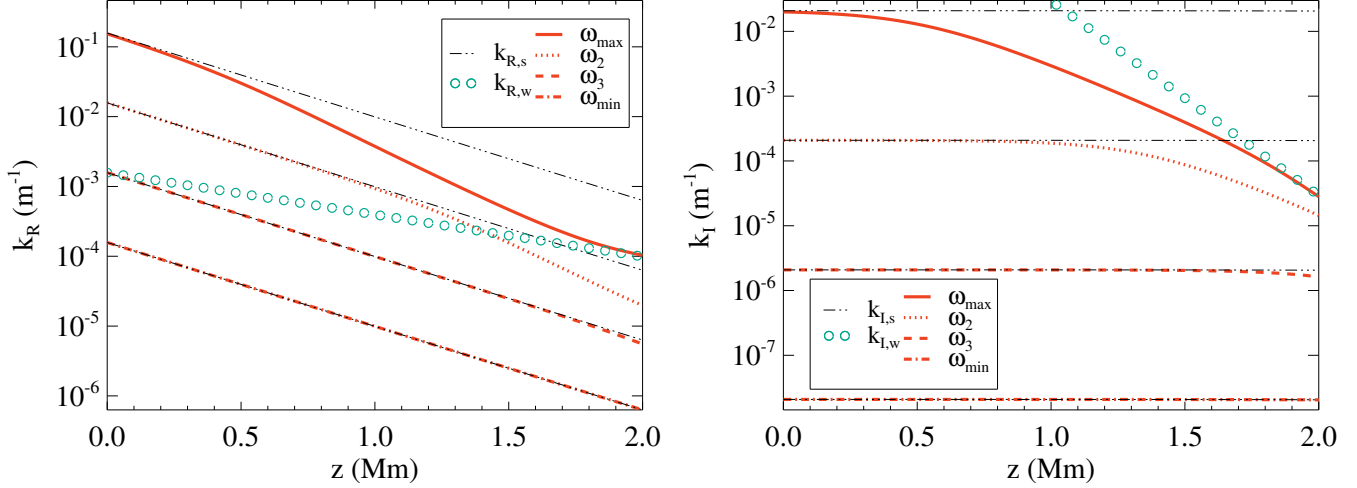 10⁻¹
10⁻²
10⁻³
10⁻⁴
10⁻⁵
10⁻⁶
k_R (m⁻¹)
k_R,s
k_R,w
ω_max
ω_2
ω_3
ω_min
0.0 0.5 1.0 1.5 2.0
z (Mm)
10⁻²
10⁻³
10⁻⁴
10⁻⁵
10⁻⁶
10⁻⁷
k_I (m⁻¹)
k_I,s
k_I,w
ω_max
ω_2
ω_3
ω_min
0.0 0.5 1.0 1.5 2.0
z (Mm)